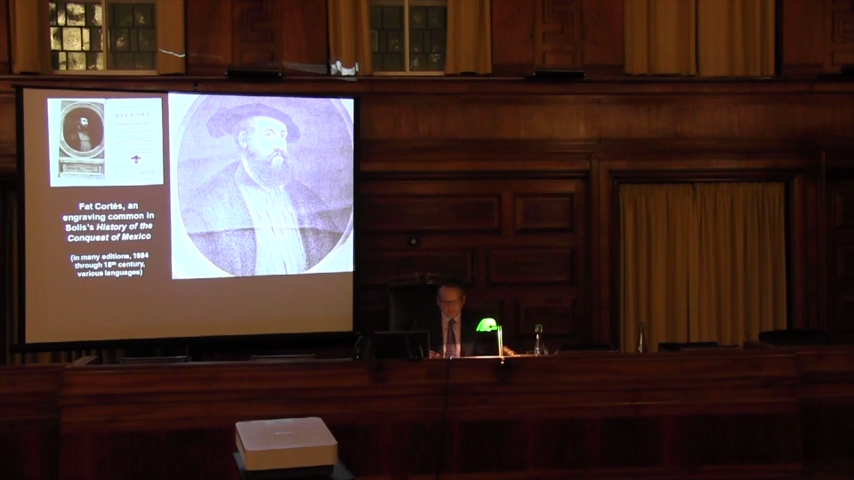 HISTORY
Fat Cortés, an
engraving common in
Solís's History of the
Conquest of Mexico
(in many editions, 1684
through 18th century,
various languages)